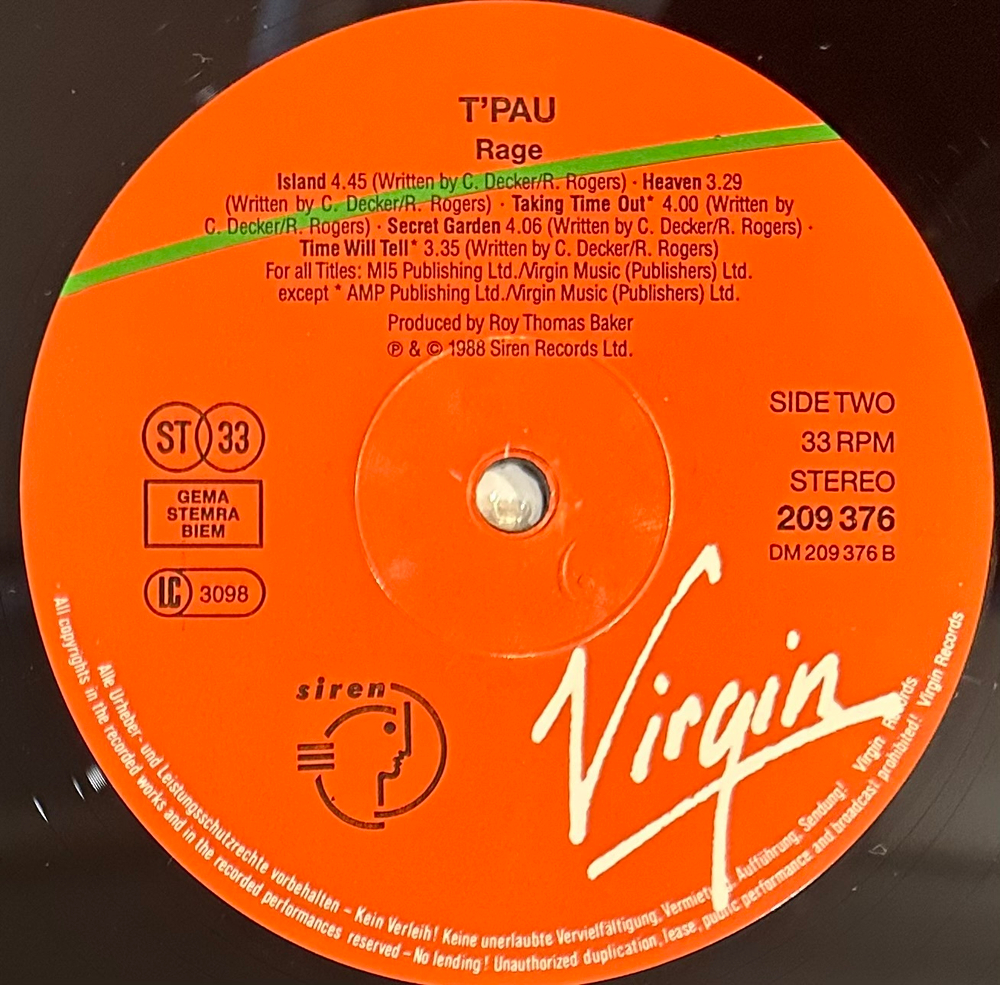 T'PAU
Rage
Island 4.45 (Written by C. Decker/R. Rogers) · Heaven 3.29
(Written by C. Decker/R. Rogers) · Taking Time Out* 4.00 (Written by
C. Decker/R. Rogers) · Secret Garden 4.06 (Written by C. Decker/R. Rogers) ·
Time Will Tell* 3.35 (Written by C. Decker/R. Rogers)
For all Titles: MI5 Publishing Ltd./Virgin Music (Publishers) Ltd.
except * AMP Publishing Ltd./Virgin Music (Publishers) Ltd.
Produced by Roy Thomas Baker
℗ & © 1988 Siren Records Ltd.
ST 33
GEMA
STEMRA
BIEM
LC 3098
SIDE TWO
33 RPM
STEREO
209 376
DM 209 376 B
siren
Virgin
Alle Urheber- und Leistungsschutzrechte vorbehalten – Kein Verleih! Keine unerlaubte Vervielfältigung, Vermietung, Aufführung, Sendung! Virgin Records
All copyrights in the recorded works and in the recorded performances reserved – No lending! Unauthorized duplication, lease, public performance and broadcast prohibited! Virgin Records